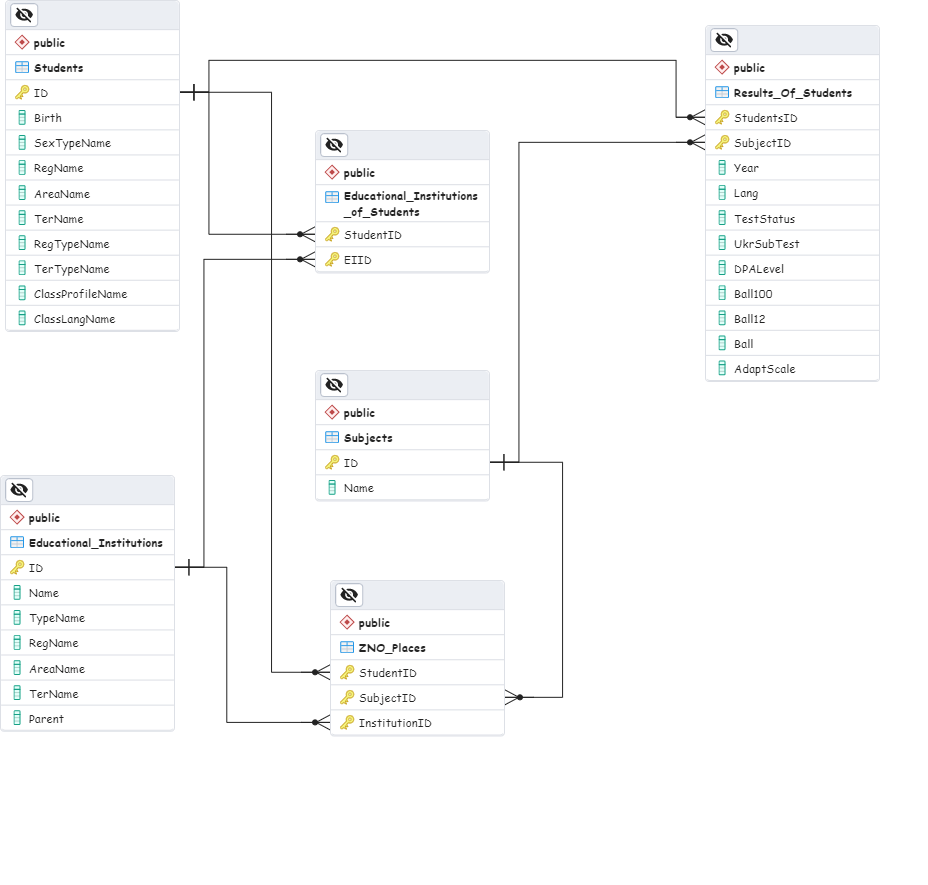 public
Students
ID
Birth
SexTypeName
RegName
AreaName
TerName
RegTypeName
TerTypeName
ClassProfileName
ClassLangName
public
Educational_Institutions
_of_Students
StudentID
EIID
public
Results_Of_Students
StudentsID
SubjectID
Year
Lang
TestStatus
UkrSubTest
DPALevel
Ball100
Ball12
Ball
AdaptScale
public
Subjects
ID
Name
public
Educational_Institutions
ID
Name
TypeName
RegName
AreaName
TerName
Parent
public
ZNO_Places
StudentID
SubjectID
InstitutionID